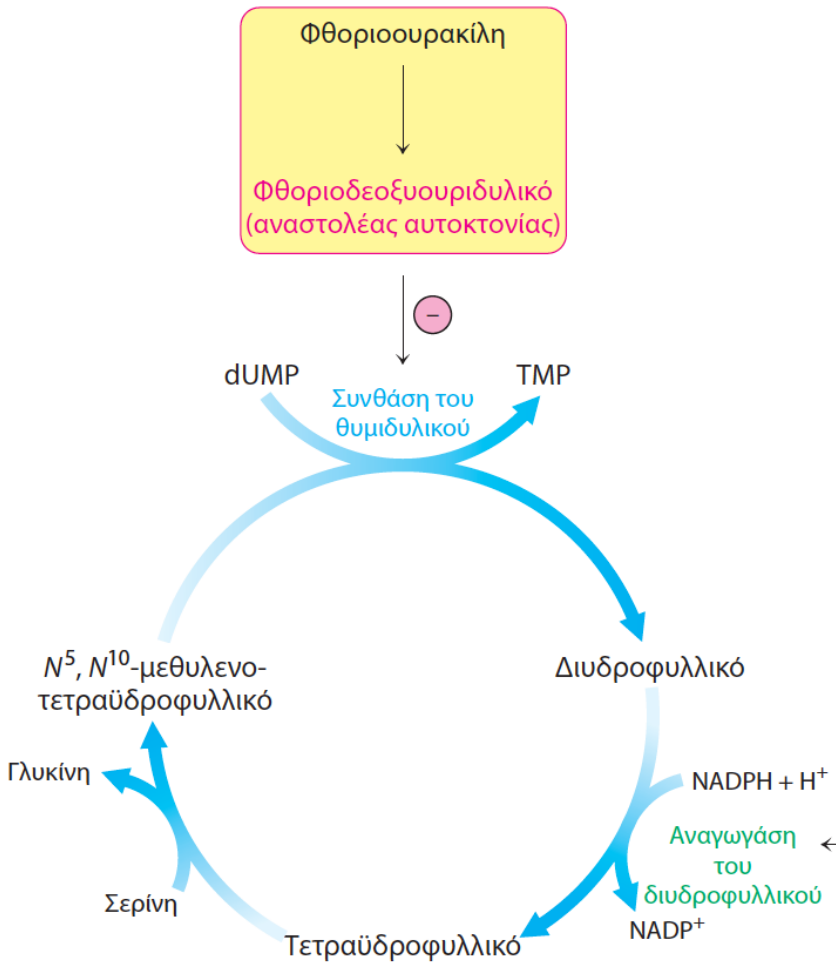 Φθοριοουρακίλη
Φθοριοδεοξυουριδυλικό
(αναστολέας αυτοκτονίας)
−
dUMP
TMP
Συνθάση του
θυμιδυλικού
N⁵, N¹⁰-μεθυλενο-
τετραϋδροφυλλικό
Διυδροφυλλικό
Γλυκίνη
NADPH + H⁺
Αναγωγάση
του
διυδροφυλλικού
Σερίνη
NADP⁺
Τετραϋδροφυλλικό